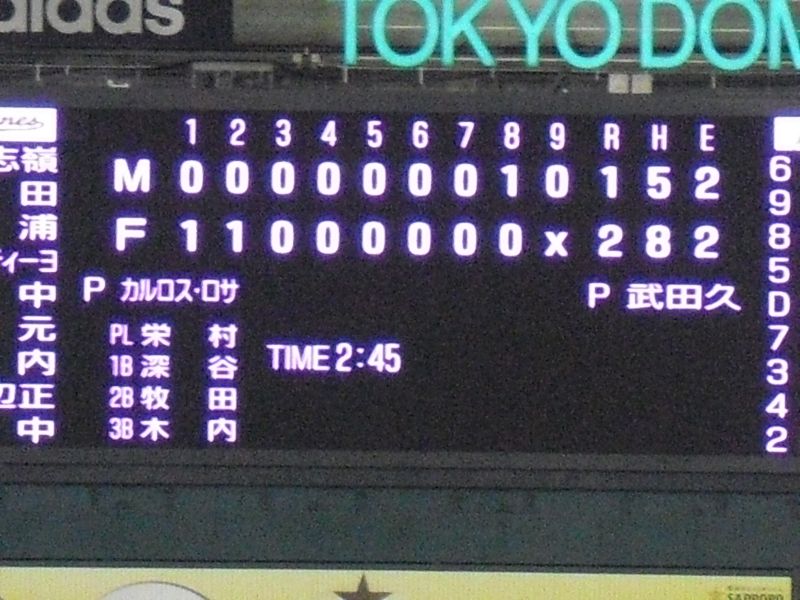 adidas
TOKYO DOM
1 2 3 4 5 6 7 8 9 R H E
M 0 0 0 0 0 0 0 1 0 1 5 2
F 1 1 0 0 0 0 0 0 x 2 8 2
P カルロス・ロサ
P 武田久
PL 栄村
1B 深谷
2B 牧田
3B 木内
TIME 2:45
志嶺
田
浦
ィーヨ
中
元
内
辺正
中
6
9
8
5
D
7
3
4
2
SAPPORO